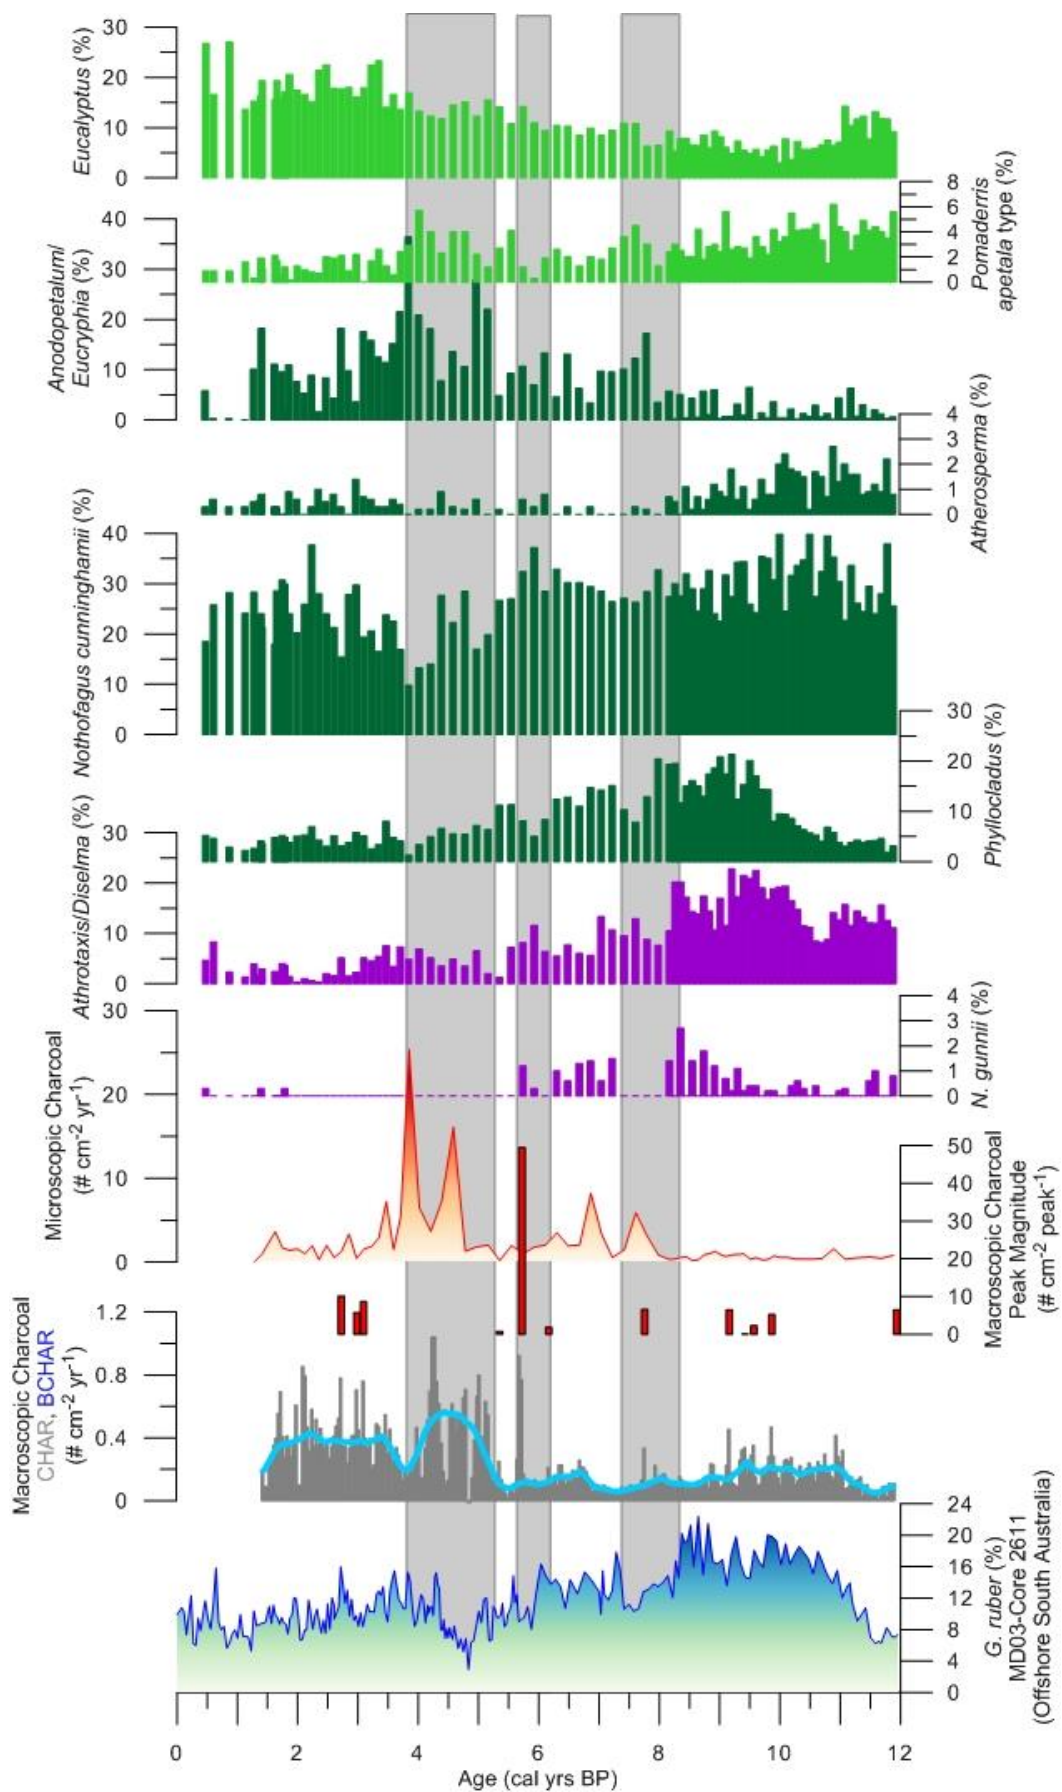 Eucalyptus (%)
30
20
10
0
Pomaderris
apetala type (%)
8
6
4
2
0
Anodopetalum/
Eucryphia (%)
40
30
20
10
0
Atherosperma (%)
4
3
2
1
0
Nothofagus cunninghamii (%)
40
30
20
10
0
Phyllocladus (%)
30
20
10
0
Athrotaxis/Diselma (%)
30
20
10
0
N. gunnii (%)
4
3
2
1
0
Microscopic Charcoal
(# cm-2 yr-1)
30
20
10
0
Macroscopic Charcoal
Peak Magnitude
(# cm-2 peak-1)
50
40
30
20
10
0
Macroscopic Charcoal
CHAR, BCHAR
(# cm-2 yr-1)
1.2
0.8
0.4
0
G. ruber (%)
MD03-Core 2611
(Offshore South Australia)
24
20
16
12
8
4
0
0 2 4 6 8 10 12
Age (cal yrs BP)